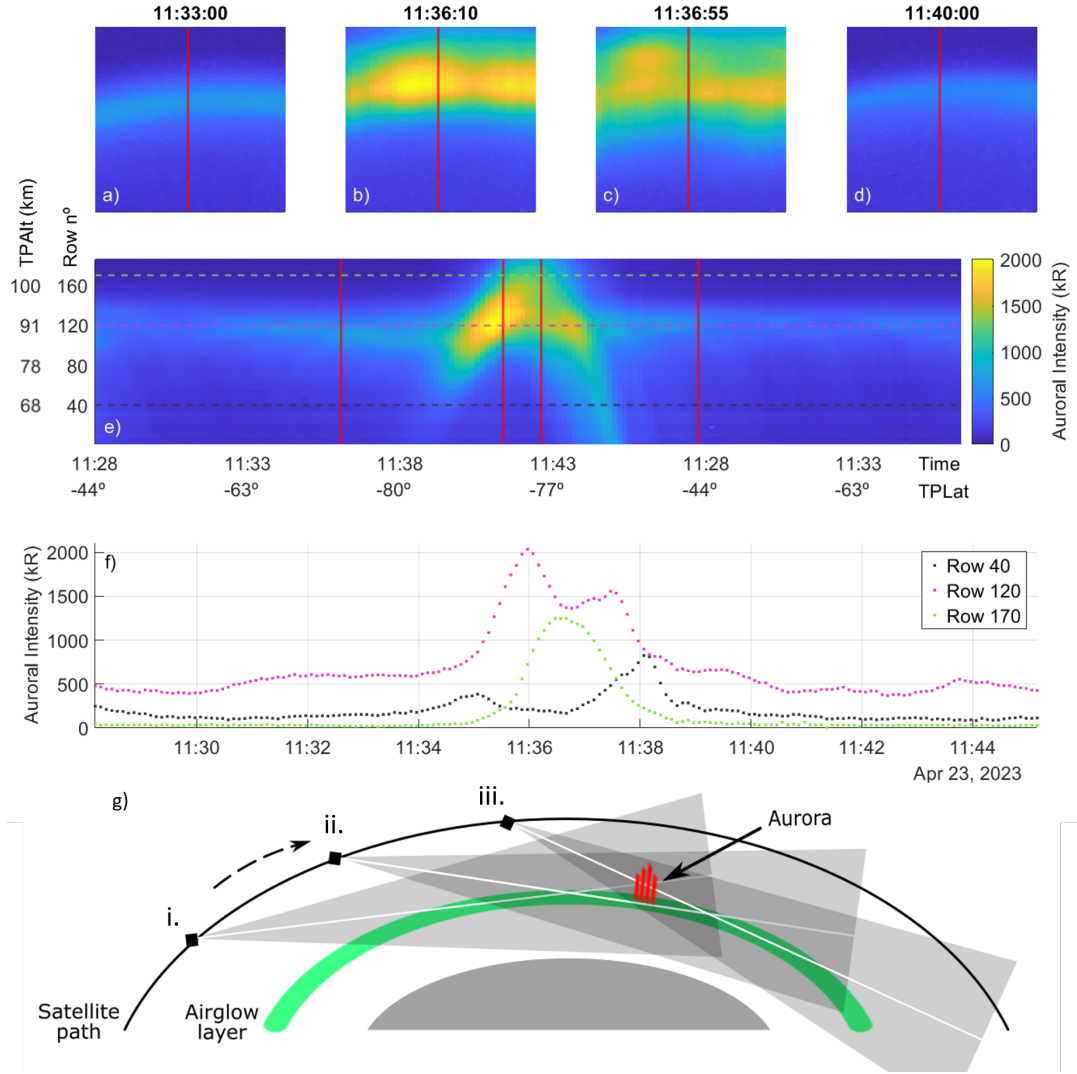 11:33:00 11:36:10 11:36:55 11:40:00
a) b) c) d)
TPAlt (km) Row nº
100 160
91 120
78 80
68 40
e)
2000
1500
1000
500
0
Auroral Intensity (kR)
11:28 11:33 11:38 11:43 11:28 11:33 Time
-44º -63º -80º -77º -44º -63º TPLat
f)
Auroral Intensity (kR)
2000
1500
1000
500
0
Row 40
Row 120
Row 170
11:30 11:32 11:34 11:36 11:38 11:40 11:42 11:44
Apr 23, 2023
g)
iii.
ii.
i.
Aurora
Satellite
path
Airglow
layer